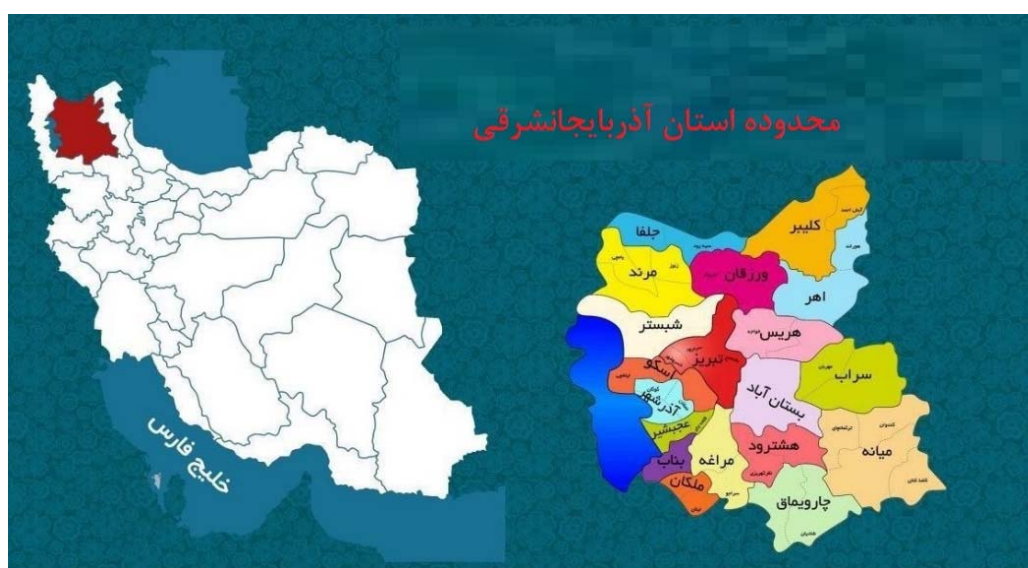 محدوده استان آذربایجانشرقی
خلیج فارس
کلیبر
جلفا
مرند
ورزقان
اهر
شبستر
هریس
تبریز
اسکو
سراب
بستان آباد
آذرشهر
عجبشیر
هشترود
میانه
بناب
مراغه
ملکان
چارویماق